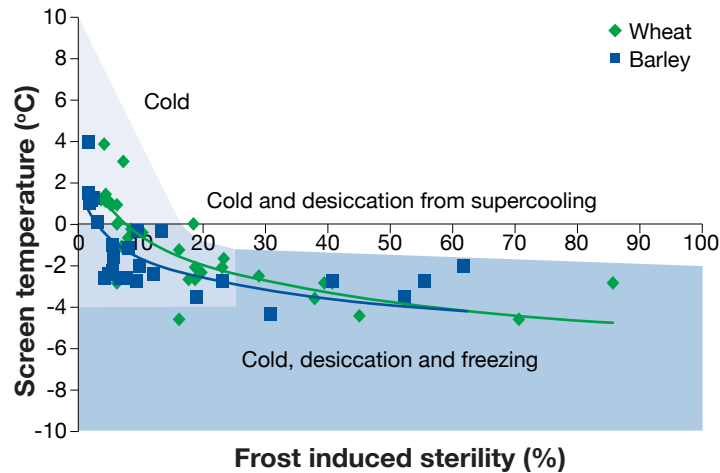 10
8
6
4
2
0
-2
-4
-6
-8
-10
Screen temperature (°C)
Wheat
Barley
Cold
Cold and desiccation from supercooling
0 10 20 30 40 50 60 70 80 90 100
Cold, desiccation and freezing
Frost induced sterility (%)